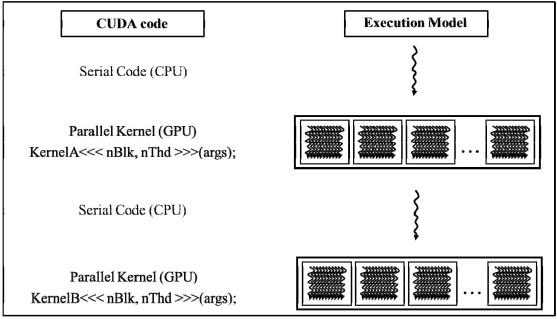 CUDA code
Execution Model
Serial Code (CPU)
Parallel Kernel (GPU)
KernelA<<< nBlk, nThd >>>(args);
...
Serial Code (CPU)
Parallel Kernel (GPU)
KernelB<<< nBlk, nThd >>>(args);
...